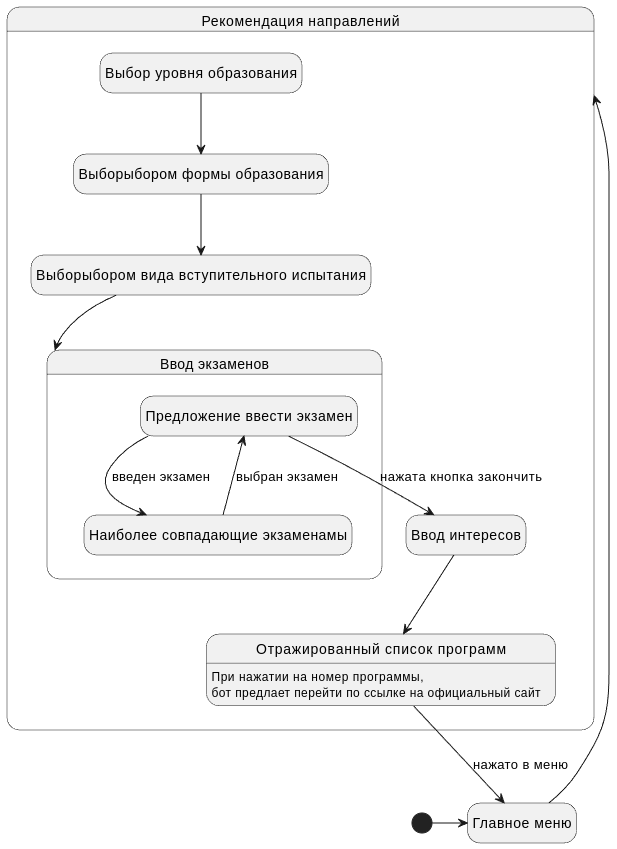 Рекомендация направлений
Выбор уровня образования
Выборыбором формы образования
Выборыбором вида вступительного испытания
Ввод экзаменов
Предложение ввести экзамен
введен экзамен
выбран экзамен
нажата кнопка закончить
Наиболее совпадающие экзаменамы
Ввод интересов
Отражированный список программ
При нажатии на номер программы,
бот предлает перейти по ссылке на официальный сайт
нажато в меню
Главное меню